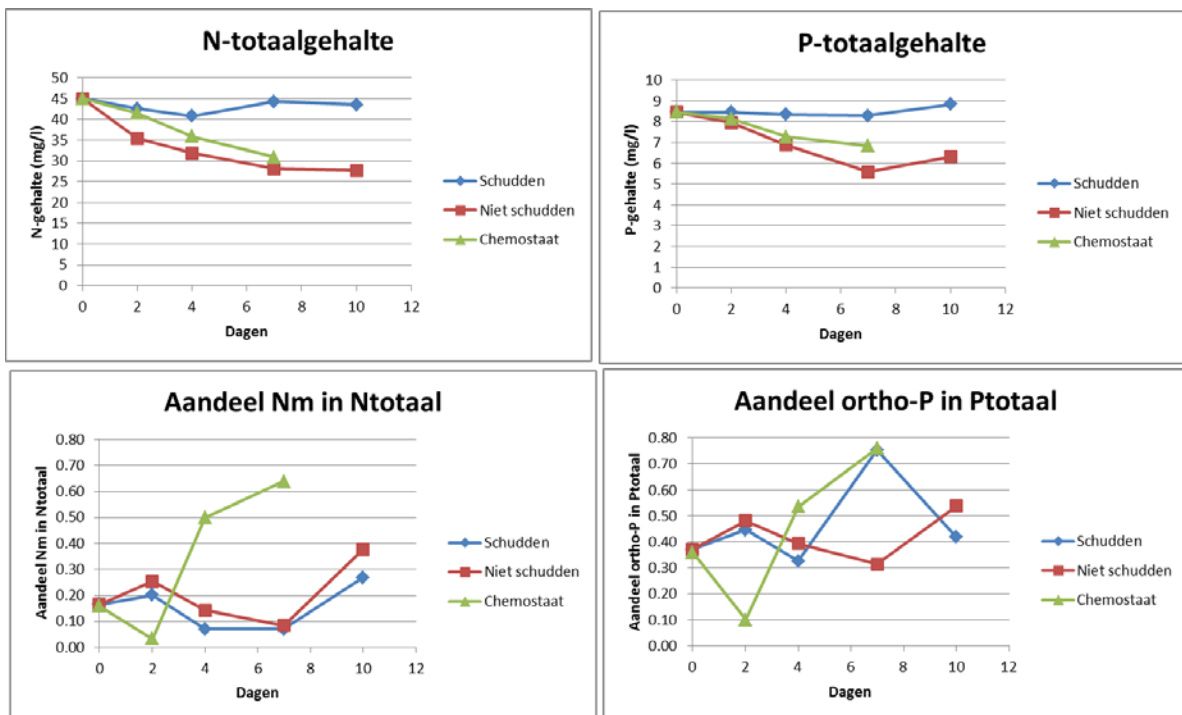 N-totaalgehalte
N-gehalte (mg/l)
50
45
40
35
30
25
20
15
10
5
0
0 2 4 6 8 10 12
Dagen
Schudden
Niet schudden
Chemostaat
P-totaalgehalte
P-gehalte (mg/l)
10
9
8
7
6
5
4
3
2
1
0
0 2 4 6 8 10 12
Dagen
Schudden
Niet schudden
Chemostaat
Aandeel Nm in Ntotaal
Aandeel Nm in Ntotaal
0.80
0.70
0.60
0.50
0.40
0.30
0.20
0.10
0.00
0 2 4 6 8 10 12
Dagen
Schudden
Niet schudden
Chemostaat
Aandeel ortho-P in Ptotaal
Aandeel ortho-P in Ptotaal
0.80
0.70
0.60
0.50
0.40
0.30
0.20
0.10
0.00
0 2 4 6 8 10 12
Dagen
Schudden
Niet schudden
Chemostaat